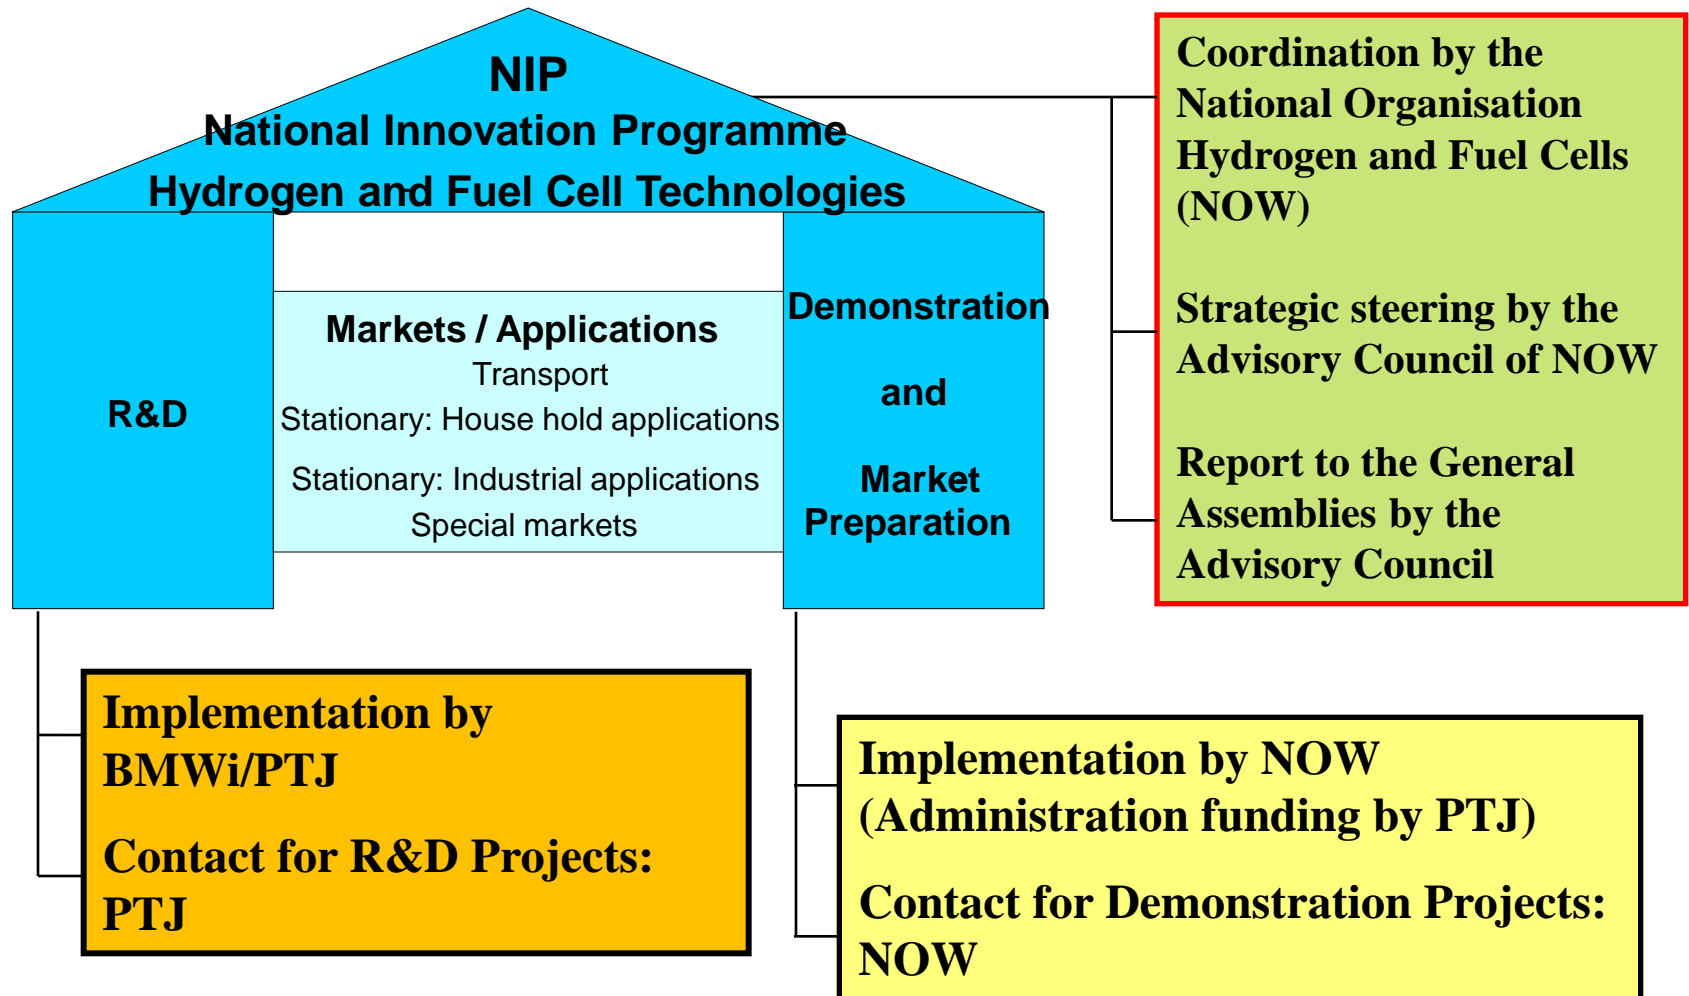 NIP
National Innovation Programme
Hydrogen and Fuel Cell Technologies
R&D
Markets / Applications
Transport
Stationary: House hold applications
Stationary: Industrial applications
Special markets
Demonstration
and
Market
Preparation
Coordination by the
National Organisation
Hydrogen and Fuel Cells
(NOW)
Strategic steering by the
Advisory Council of NOW
Report to the General
Assemblies by the
Advisory Council
Implementation by
BMWi/PTJ
Contact for R&D Projects:
PTJ
Implementation by NOW
(Administration funding by PTJ)
Contact for Demonstration Projects:
NOW